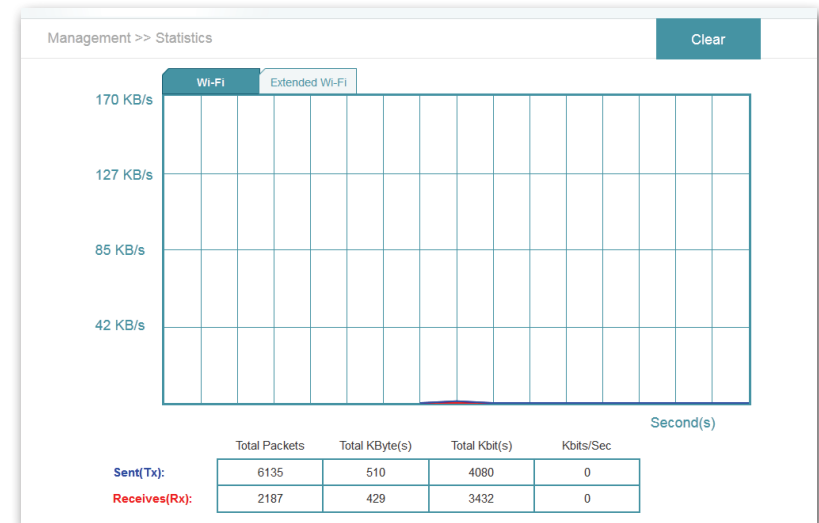 Management >> Statistics
Clear
Wi-Fi Extended Wi-Fi
170 KB/s
127 KB/s
85 KB/s
42 KB/s
Second(s)
Total Packets Total KByte(s) Total Kbit(s) Kbits/Sec
Sent(Tx): 6135 510 4080 0
Receives(Rx): 2187 429 3432 0